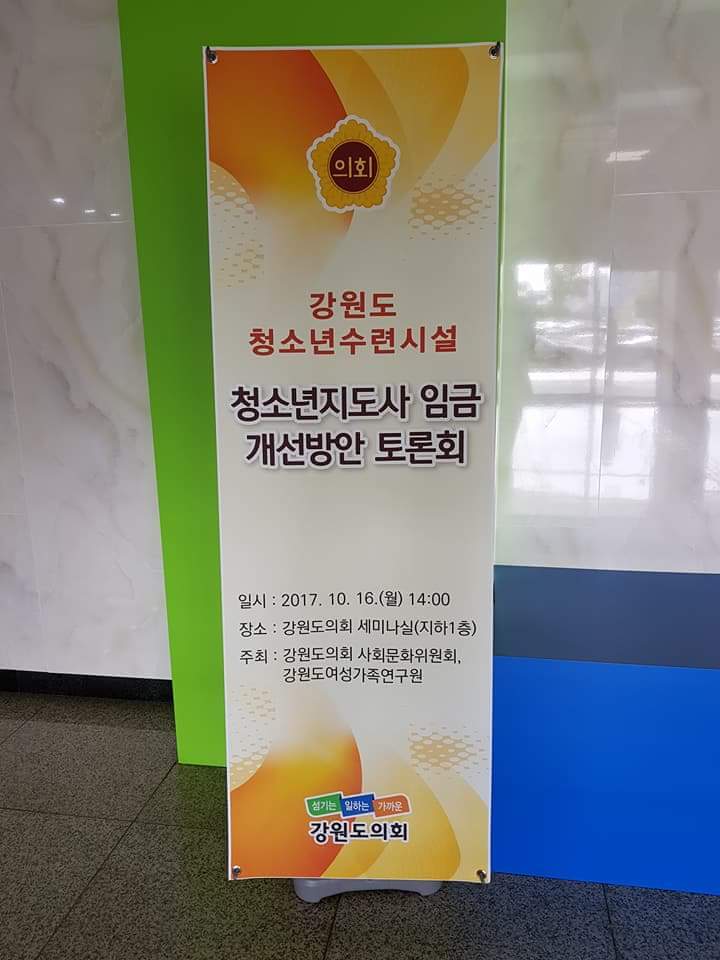 의회
강원도
청소년수련시설
청소년지도사 임금
개선방안 토론회
일시 : 2017. 10. 16.(월) 14:00
장소 : 강원도의회 세미나실(지하1층)
주최 : 강원도의회 사회문화위원회,
강원도여성가족연구원
섬기는 일하는 가까운
강원도의회